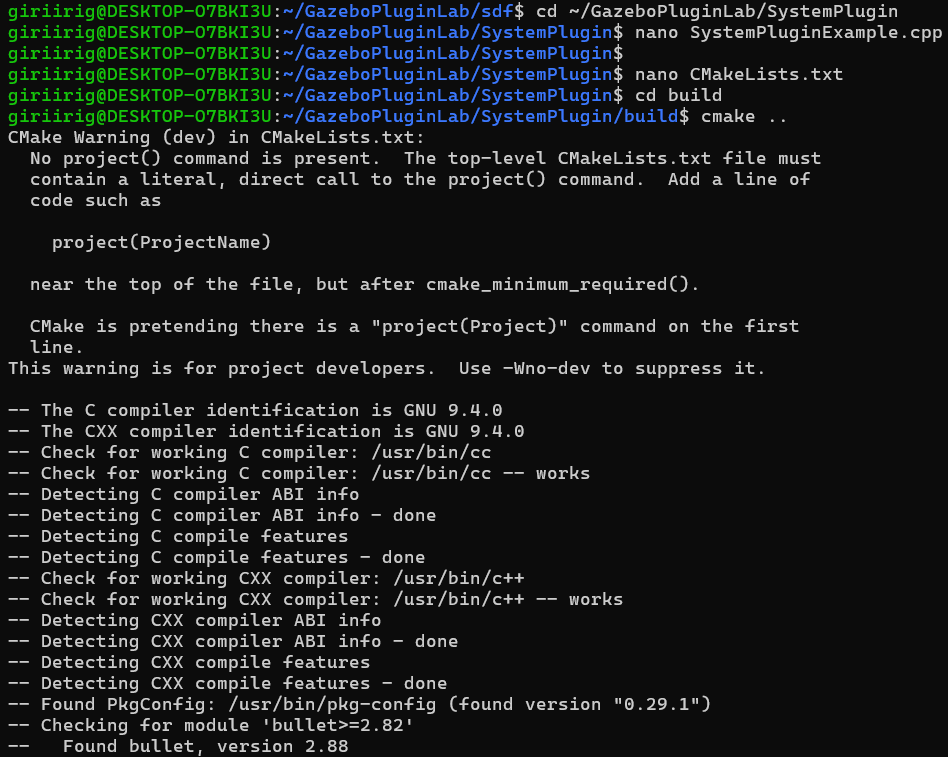 giriirig@DESKTOP-O7BKI3U:~/GazeboPluginLab/sdf$ cd ~/GazeboPluginLab/SystemPlugin
giriirig@DESKTOP-O7BKI3U:~/GazeboPluginLab/SystemPlugin$ nano SystemPluginExample.cpp
giriirig@DESKTOP-O7BKI3U:~/GazeboPluginLab/SystemPlugin$
giriirig@DESKTOP-O7BKI3U:~/GazeboPluginLab/SystemPlugin$ nano CMakeLists.txt
giriirig@DESKTOP-O7BKI3U:~/GazeboPluginLab/SystemPlugin$ cd build
giriirig@DESKTOP-O7BKI3U:~/GazeboPluginLab/SystemPlugin/build$ cmake ..
CMake Warning (dev) in CMakeLists.txt:
  No project() command is present.  The top-level CMakeLists.txt file must
  contain a literal, direct call to the project() command.  Add a line of
  code such as

    project(ProjectName)

  near the top of the file, but after cmake_minimum_required().

  CMake is pretending there is a "project(Project)" command on the first
  line.
This warning is for project developers.  Use -Wno-dev to suppress it.

-- The C compiler identification is GNU 9.4.0
-- The CXX compiler identification is GNU 9.4.0
-- Check for working C compiler: /usr/bin/cc
-- Check for working C compiler: /usr/bin/cc -- works
-- Detecting C compiler ABI info
-- Detecting C compiler ABI info - done
-- Detecting C compile features
-- Detecting C compile features - done
-- Check for working CXX compiler: /usr/bin/c++
-- Check for working CXX compiler: /usr/bin/c++ -- works
-- Detecting CXX compiler ABI info
-- Detecting CXX compiler ABI info - done
-- Detecting CXX compile features
-- Detecting CXX compile features - done
-- Found PkgConfig: /usr/bin/pkg-config (found version "0.29.1")
-- Checking for module 'bullet>=2.82'
--   Found bullet, version 2.88